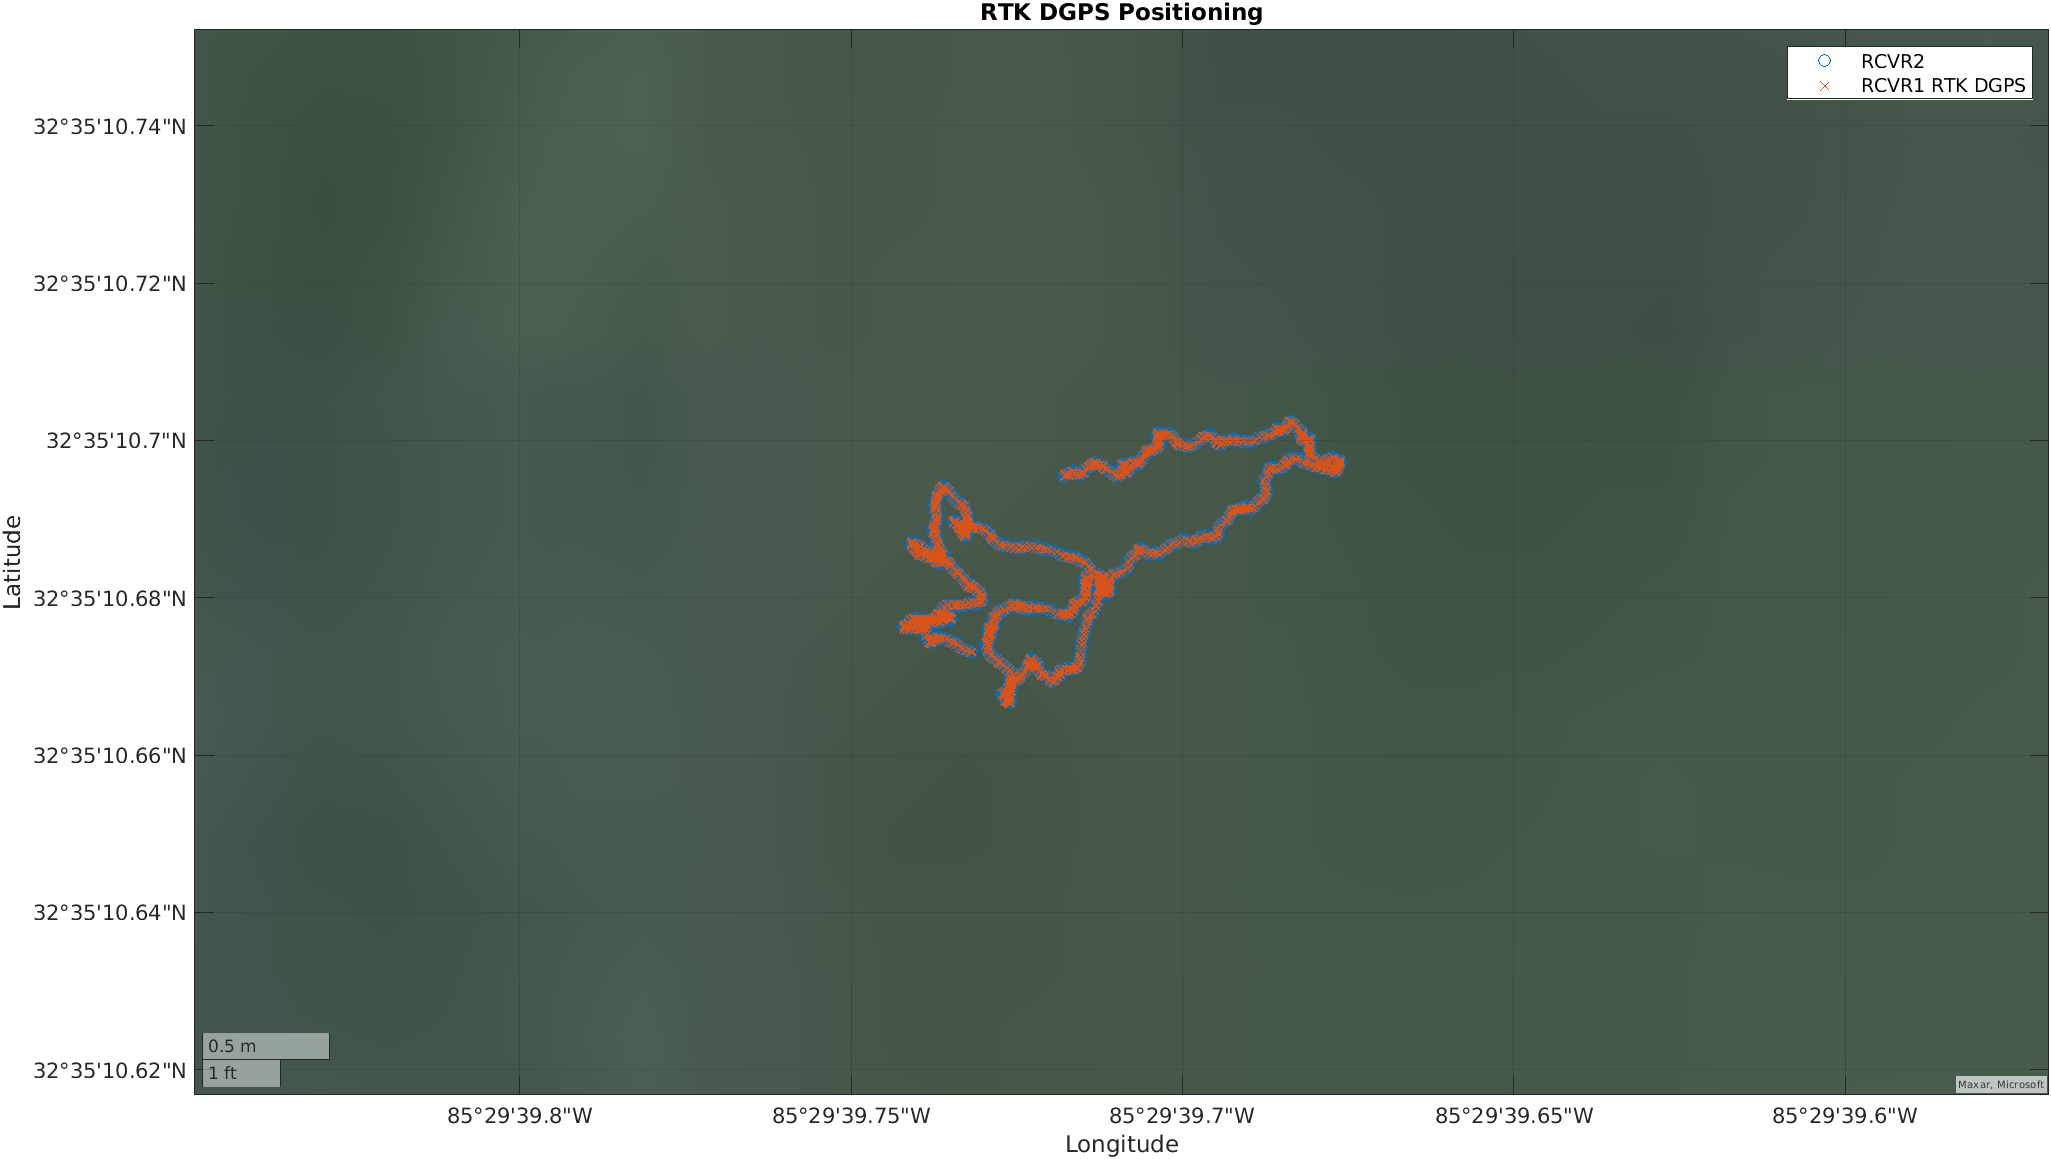 RTK DGPS Positioning
RCVR2
RCVR1 RTK DGPS
32°35'10.74"N
32°35'10.72"N
32°35'10.7"N
32°35'10.68"N
32°35'10.66"N
32°35'10.64"N
32°35'10.62"N
Latitude
0.5 m
1 ft
Maxar, Microsoft
85°29'39.8"W
85°29'39.75"W
85°29'39.7"W
85°29'39.65"W
85°29'39.6"W
Longitude